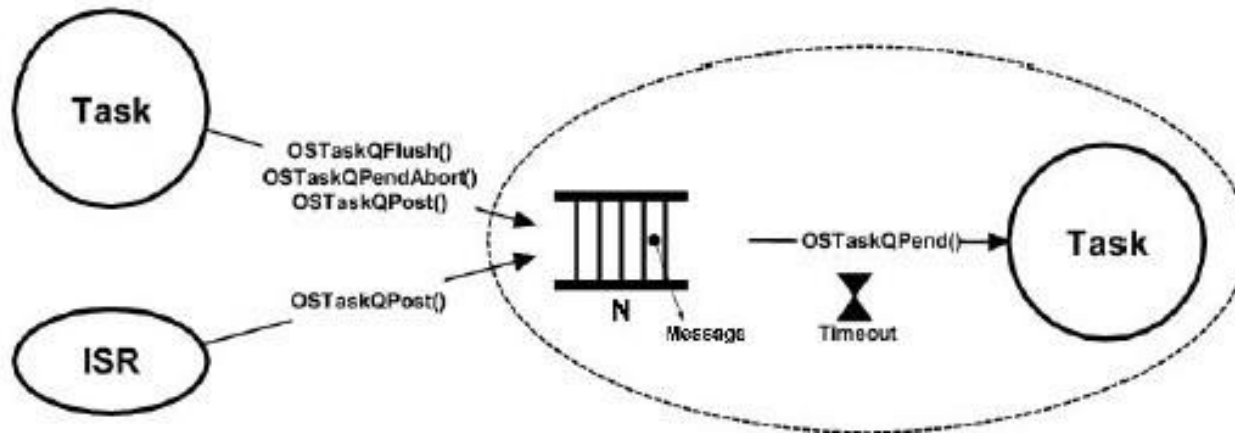 Task
OSTaskQFlush()
OSTaskQPendAbort()
OSTaskQPost()
OSTaskQPend()
Task
OSTaskQPost()
N
Message
Timeout
ISR